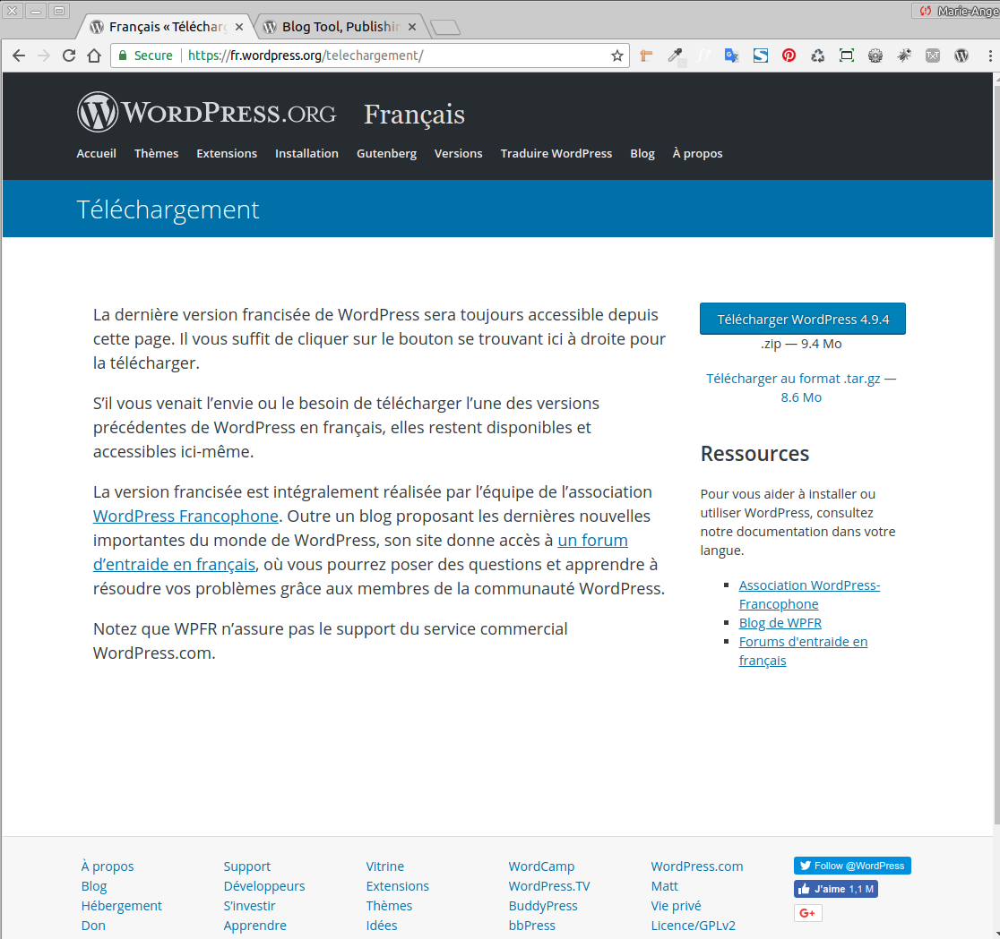 Marie-Ange
Français « Téléchar
Blog Tool, Publishin
Secure
https://fr.wordpress.org/telechargement/
WORDPRESS.ORG Français
Accueil Thèmes Extensions Installation Gutenberg Versions Traduire WordPress Blog À propos
Téléchargement
La dernière version francisée de WordPress sera toujours accessible depuis
cette page. Il vous suffit de cliquer sur le bouton se trouvant ici à droite pour
la télécharger.
S’il vous venait l’envie ou le besoin de télécharger l’une des versions
précédentes de WordPress en français, elles restent disponibles et
accessibles ici-même.
La version francisée est intégralement réalisée par l’équipe de l’association
WordPress Francophone. Outre un blog proposant les dernières nouvelles
importantes du monde de WordPress, son site donne accès à un forum
d’entraide en français, où vous pourrez poser des questions et apprendre à
résoudre vos problèmes grâce aux membres de la communauté WordPress.
Notez que WPFR n’assure pas le support du service commercial
WordPress.com.
Télécharger WordPress 4.9.4
.zip — 9.4 Mo
Télécharger au format .tar.gz —
8.6 Mo
Ressources
Pour vous aider à installer ou
utiliser WordPress, consultez
notre documentation dans votre
langue.
Association WordPress-
Francophone
Blog de WPFR
Forums d'entraide en
français
À propos
Blog
Hébergement
Don
Support
Développeurs
S’investir
Apprendre
Vitrine
Extensions
Thèmes
Idées
WordCamp
WordPress.TV
BuddyPress
bbPress
WordPress.com
Matt
Vie privé
Licence/GPLv2
Follow @WordPress
J’aime 1,1 M
G+